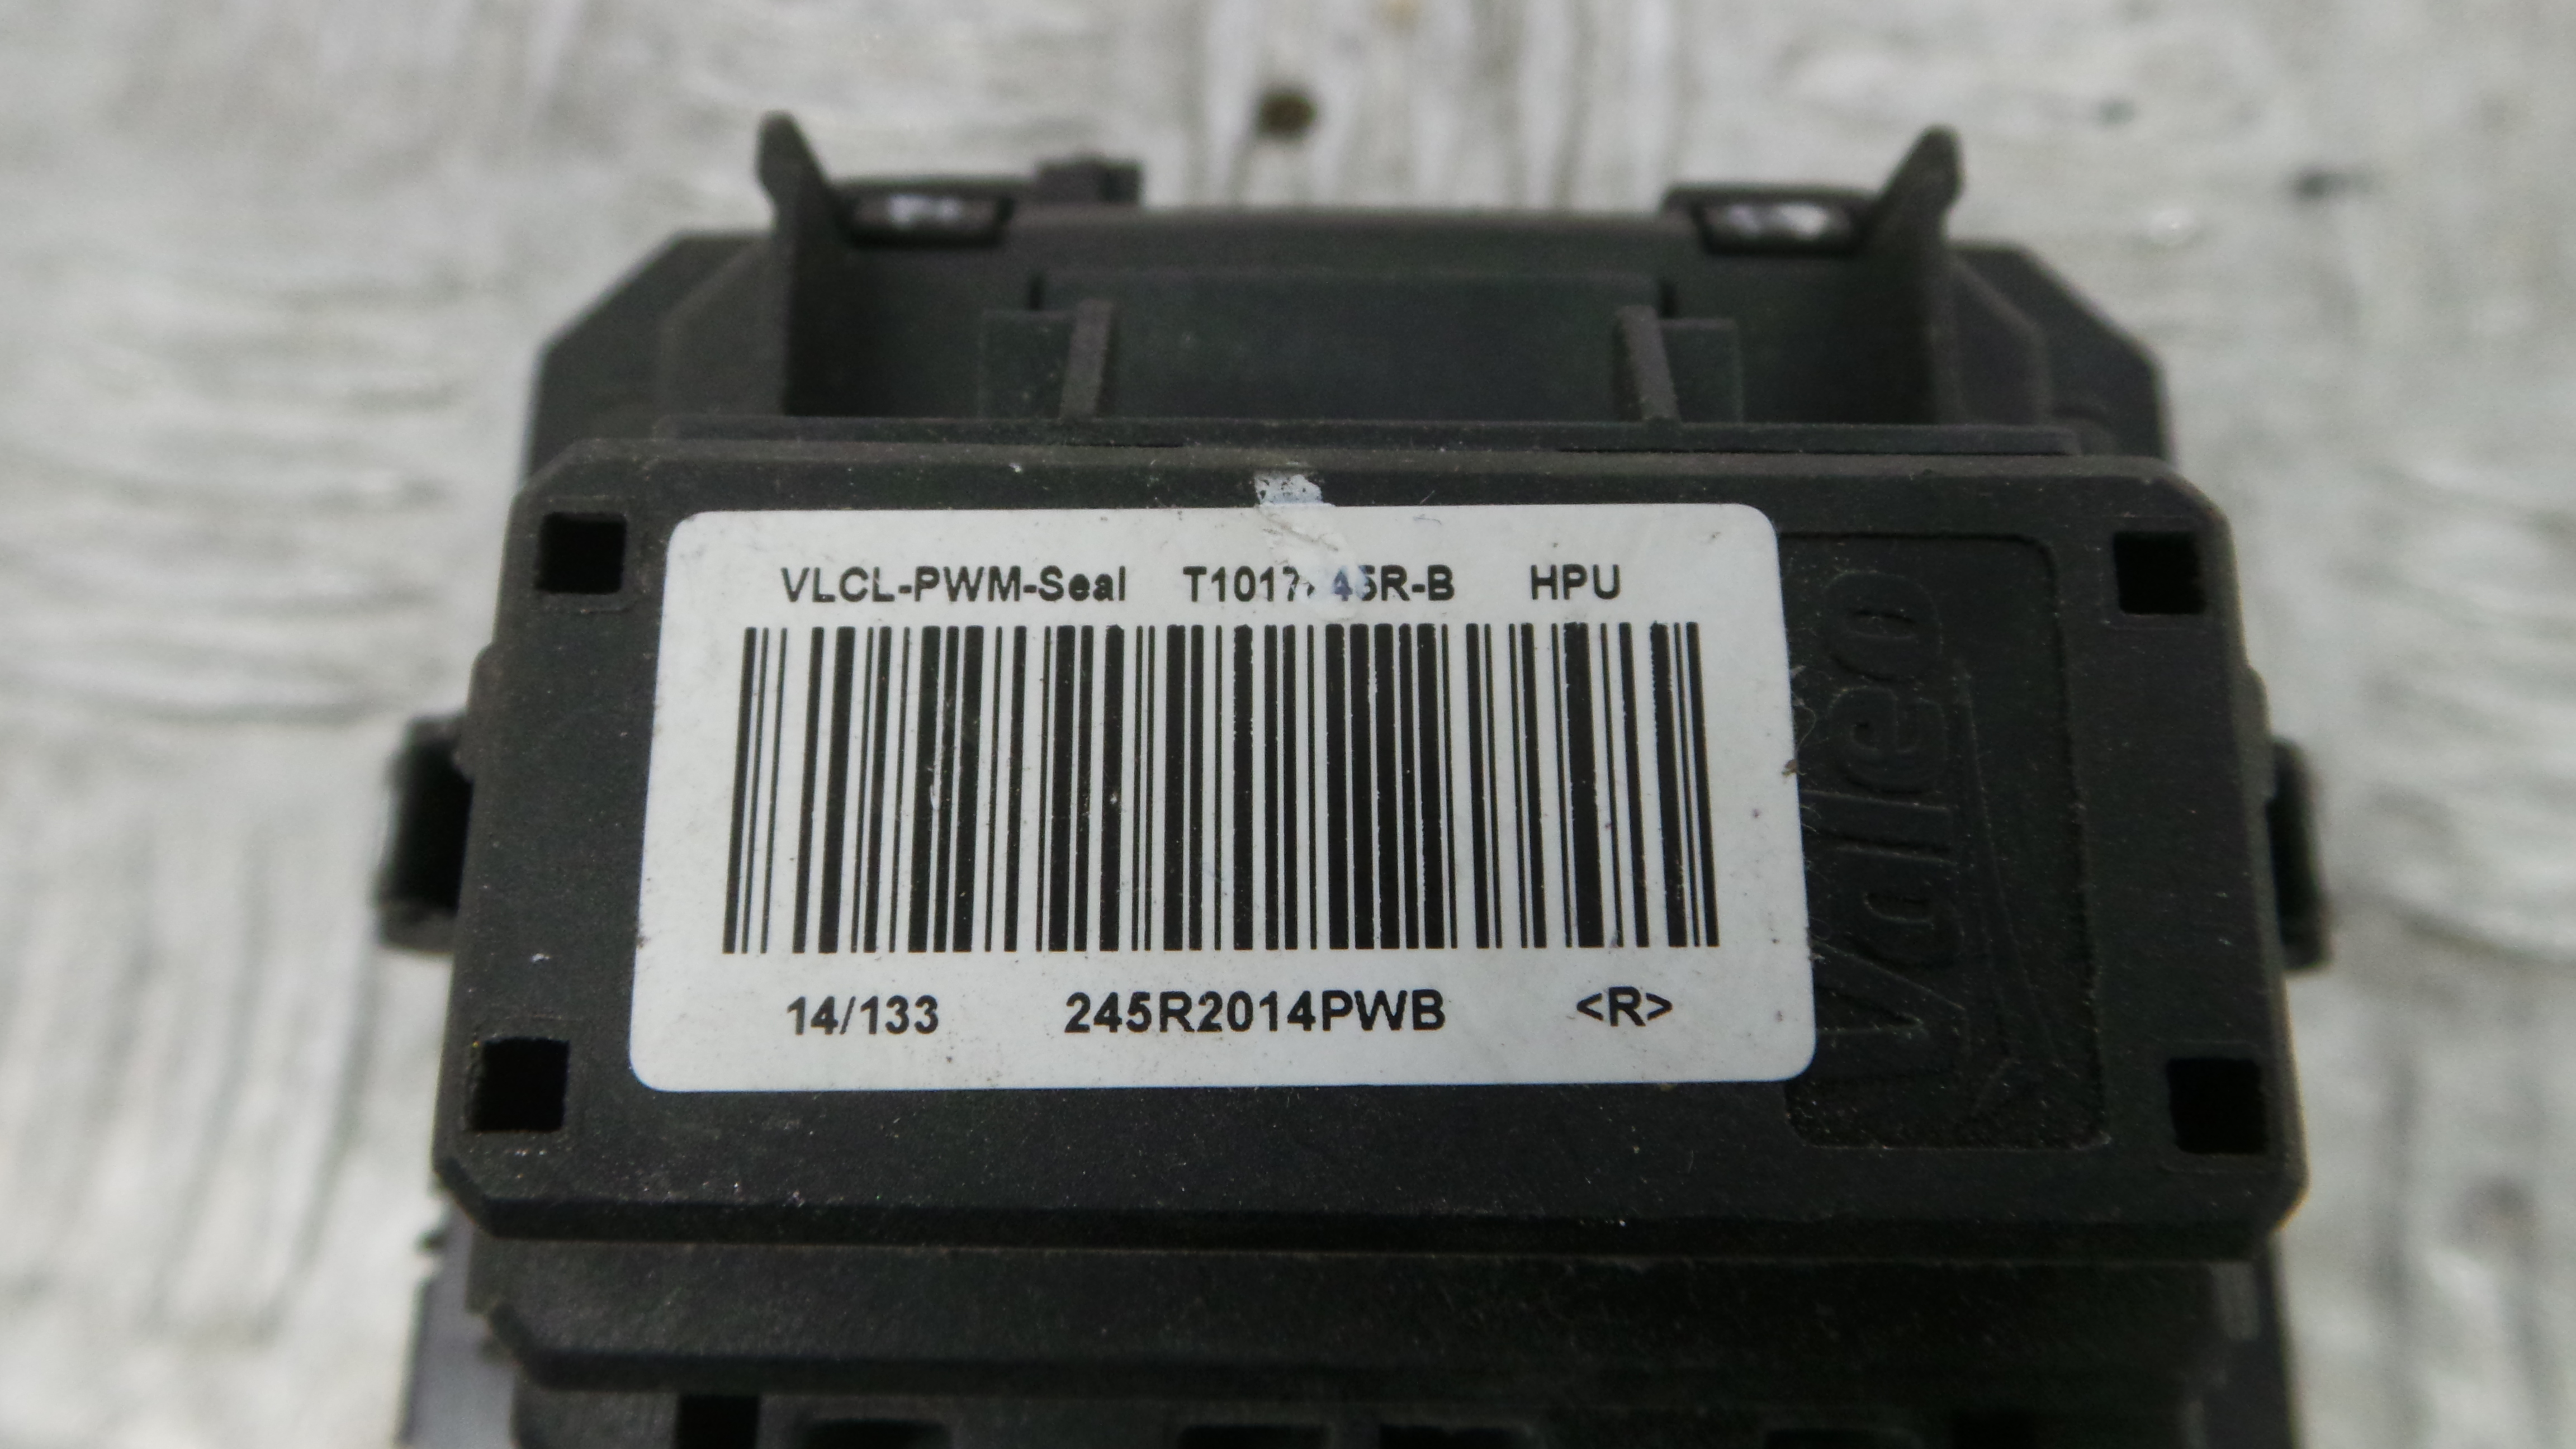 VLCL-PWM-Seal HPU
14/133 245R2014PWB <R>
Valeo